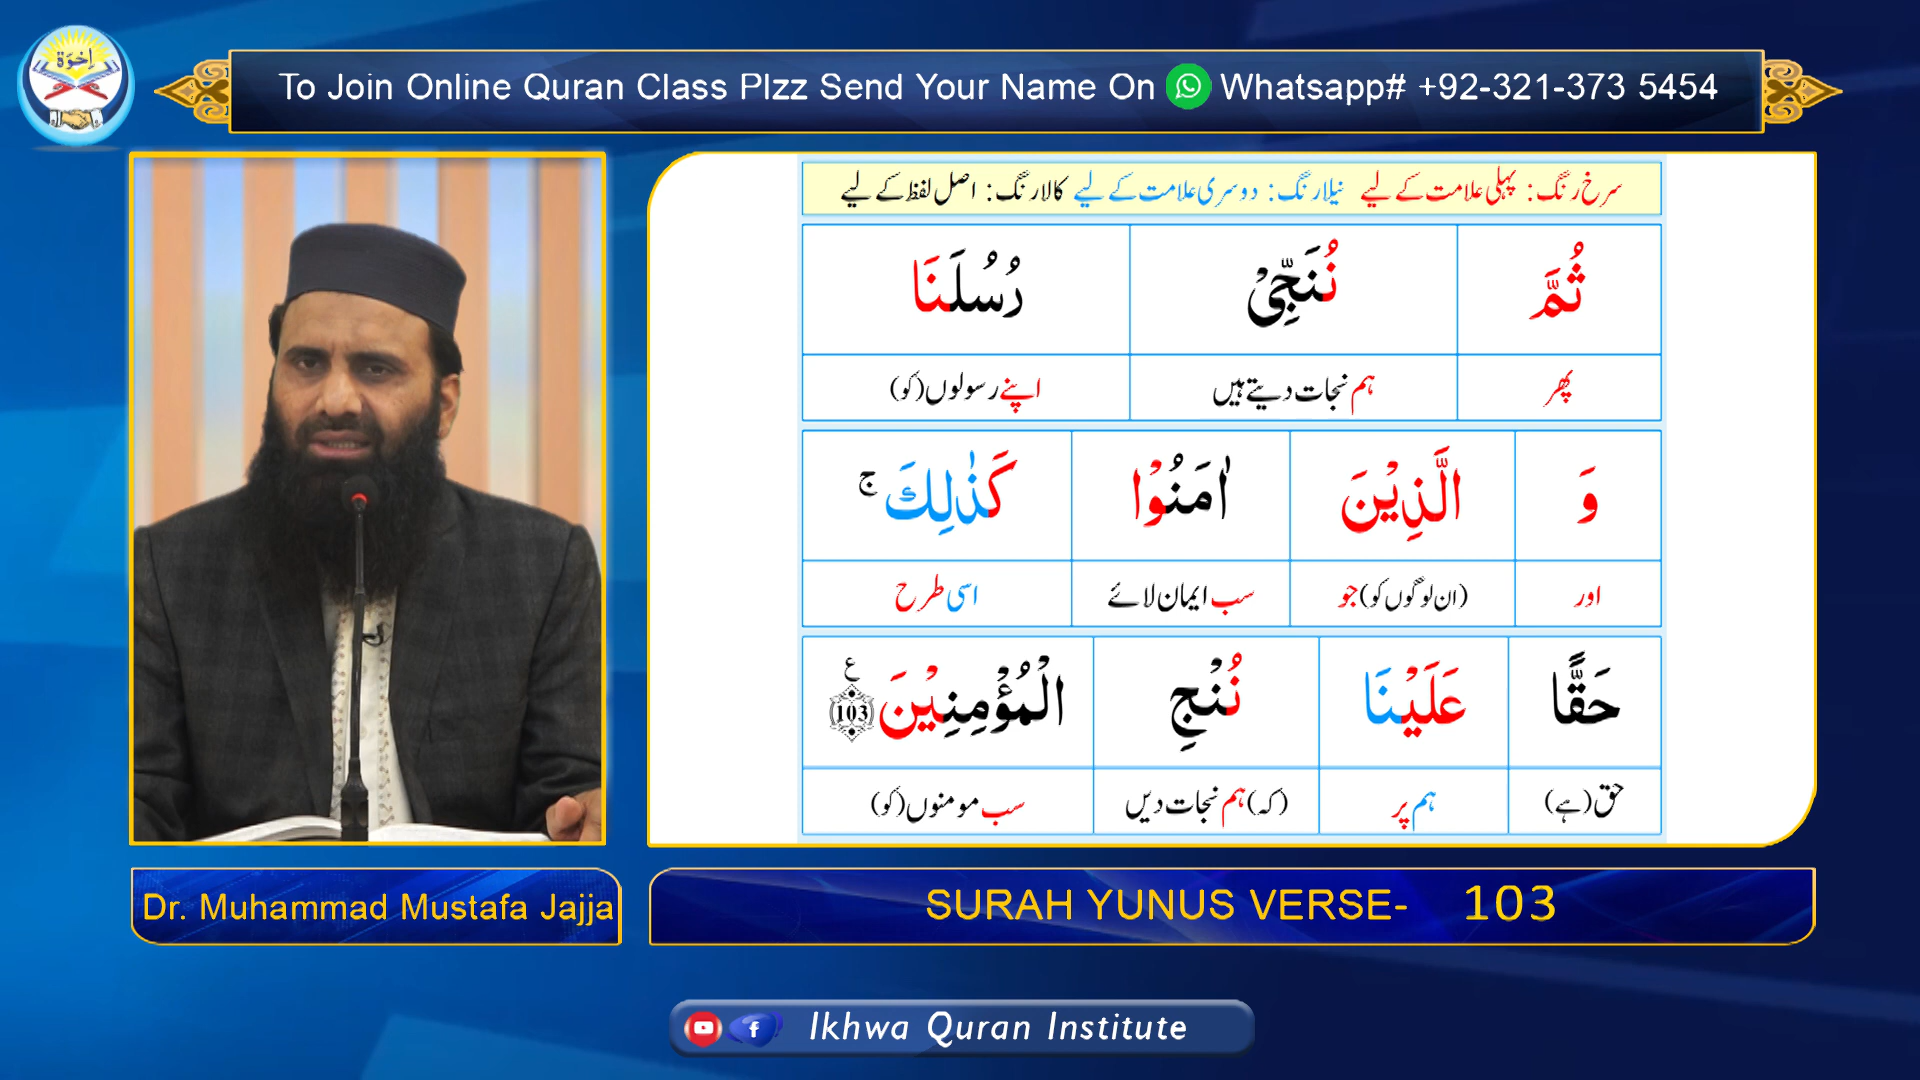 اِخْوَة
To Join Online Quran Class Plzz Send Your Name On Whatsapp# +92-321-373 5454
سرخ رنگ: پہلی علامت کے لیے نیلا رنگ: دوسری علامت کے لیے کالا رنگ: اصل لفظ کے لیے
ثُمَّ نُنَجِّیْ رُسُلَنَا
پھر ہم نجات دیتے ہیں اپنے رسولوں (کو)
وَ الَّذِیْنَ اٰمَنُوْا كَذٰلِكَ ج
اور (ان لوگوں کو) جو سب ایمان لائے اسی طرح
حَقًّا عَلَیْنَا نُنْجِ الْمُؤْمِنِیْنَ ع 103
حق (ہے) ہم پر (کہ) ہم نجات دیں سب مومنوں (کو)
Dr. Muhammad Mustafa Jajja
SURAH YUNUS VERSE- 103
Ikhwa Quran Institute